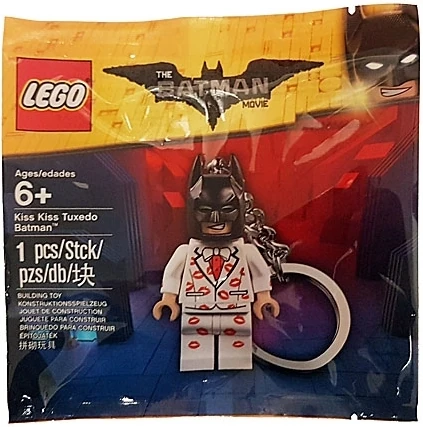 LEGO
THE
BATMAN
MOVIE
Ages/edades
6+
Kiss Kiss Tuxedo
Batman™
1 pcs/Stck/
pzs/db/块
BUILDING TOY
KONSTRUKTIONSSPIELZEUG
JOUET DE CONSTRUCTION
JUGUETE PARA CONSTRUIR
BRINQUEDO PARA CONSTRUIR
ÉPÍTŐJÁTÉK
拼砌玩具